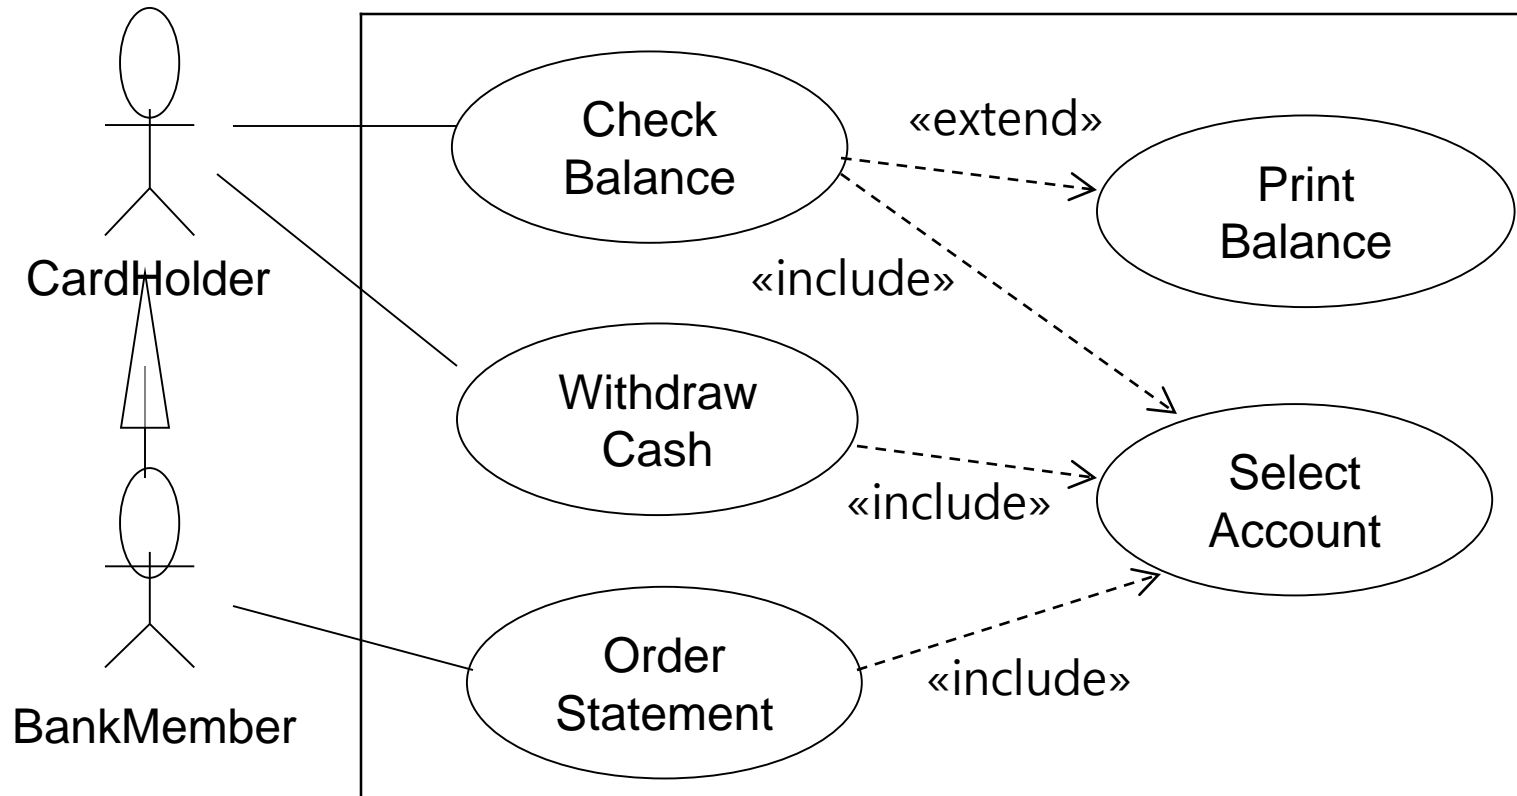 Check
Balance
«extend»
Print
Balance
CardHolder
«include»
Withdraw
Cash
«include»
Select
Account
Order
Statement
«include»
BankMember